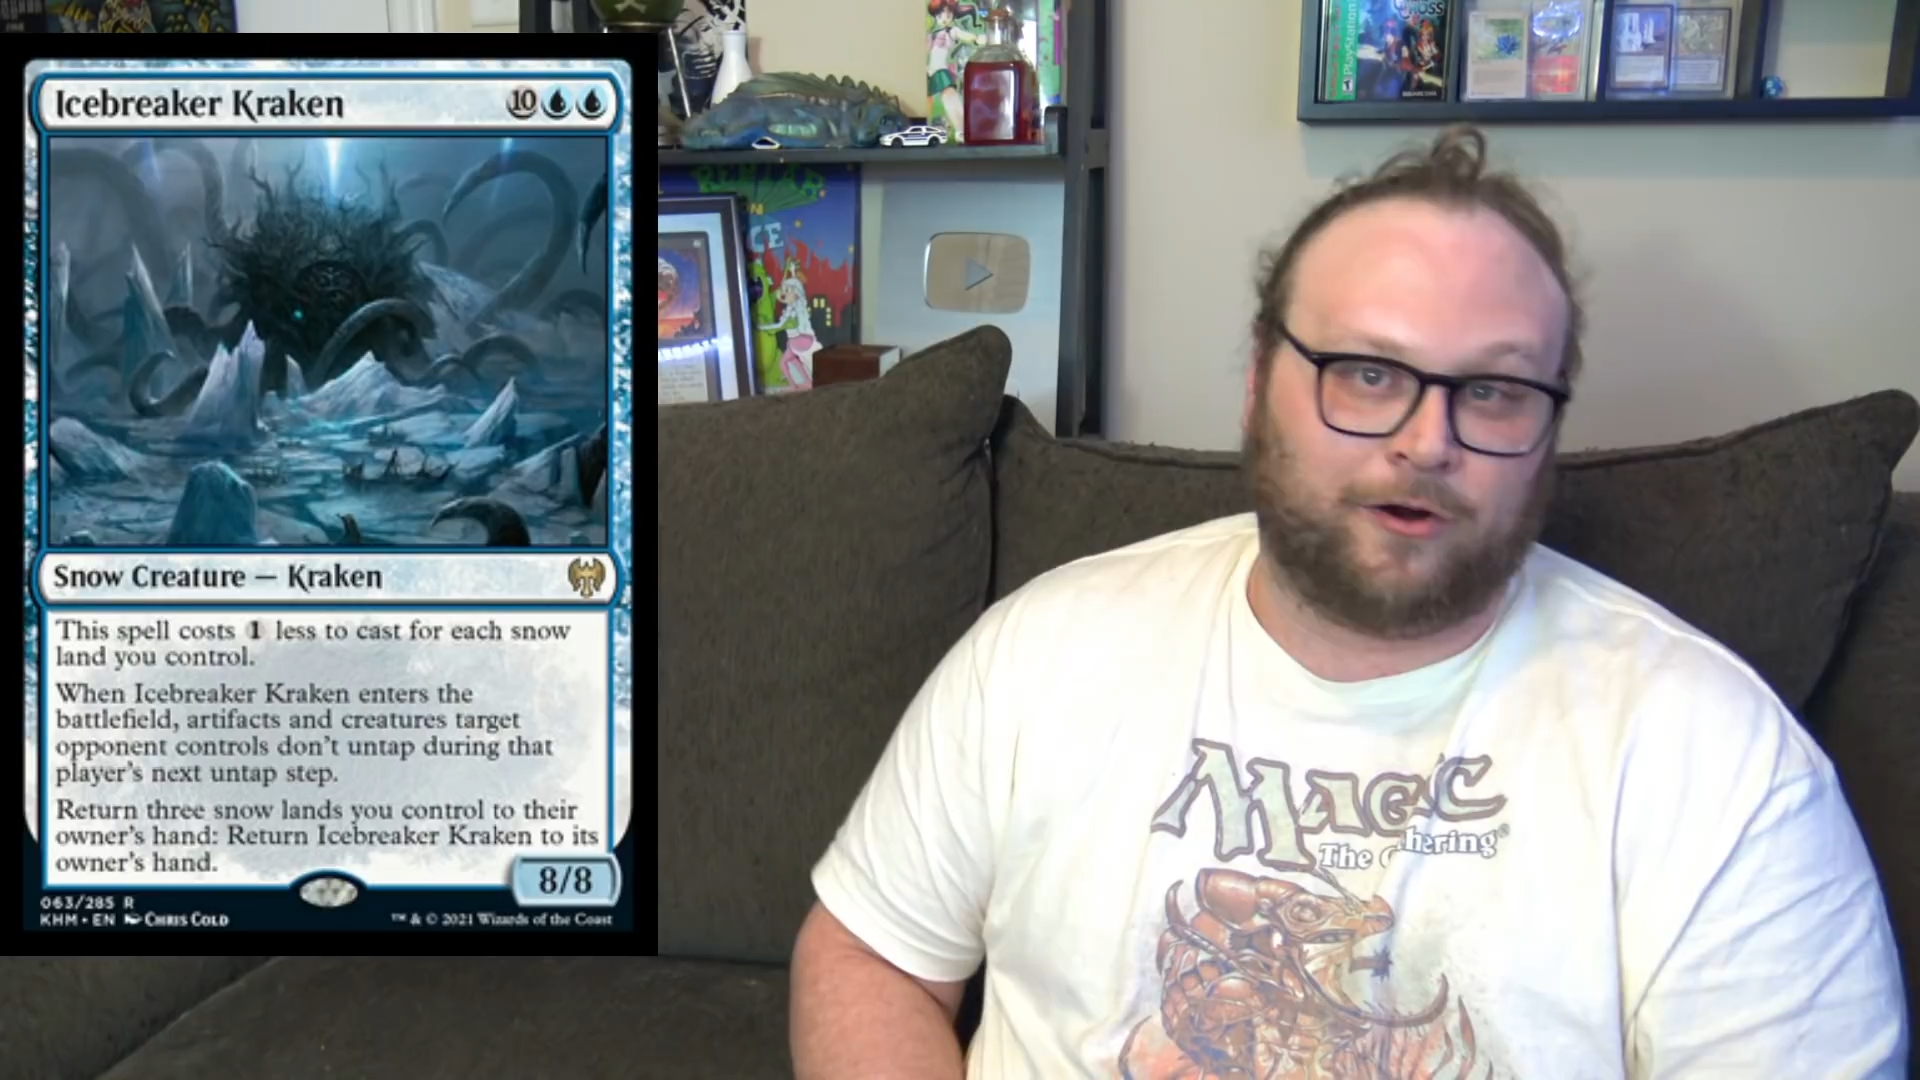 Icebreaker Kraken
10
Snow Creature — Kraken
This spell costs 1 less to cast for each snow
land you control.
When Icebreaker Kraken enters the
battlefield, artifacts and creatures target
opponent controls don't untap during that
player's next untap step.
Return three snow lands you control to their
owner's hand: Return Icebreaker Kraken to its
owner's hand.
8/8
063/285 R
KHM • EN Chris Cold
™ & © 2021 Wizards of the Coast
PlayStation
CROSS
Magic
The Gathering®